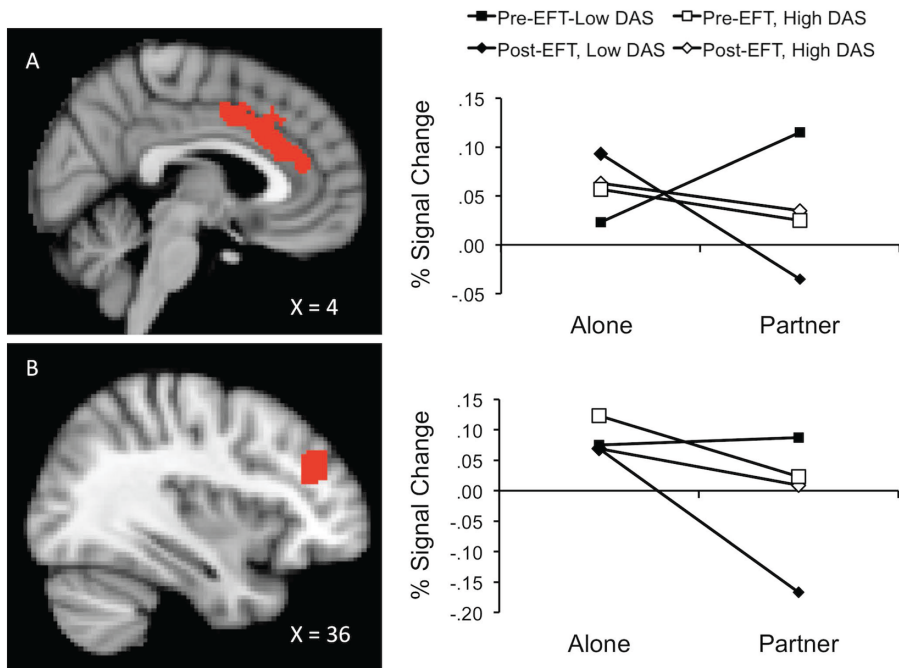 Pre-EFT-Low DAS Pre-EFT, High DAS
Post-EFT, Low DAS Post-EFT, High DAS
A
X = 4
% Signal Change
.15
.10
.05
.00
-.05
Alone Partner
B
X = 36
% Signal Change
.15
.10
.05
.00
-.05
-.10
-.15
-.20
Alone Partner